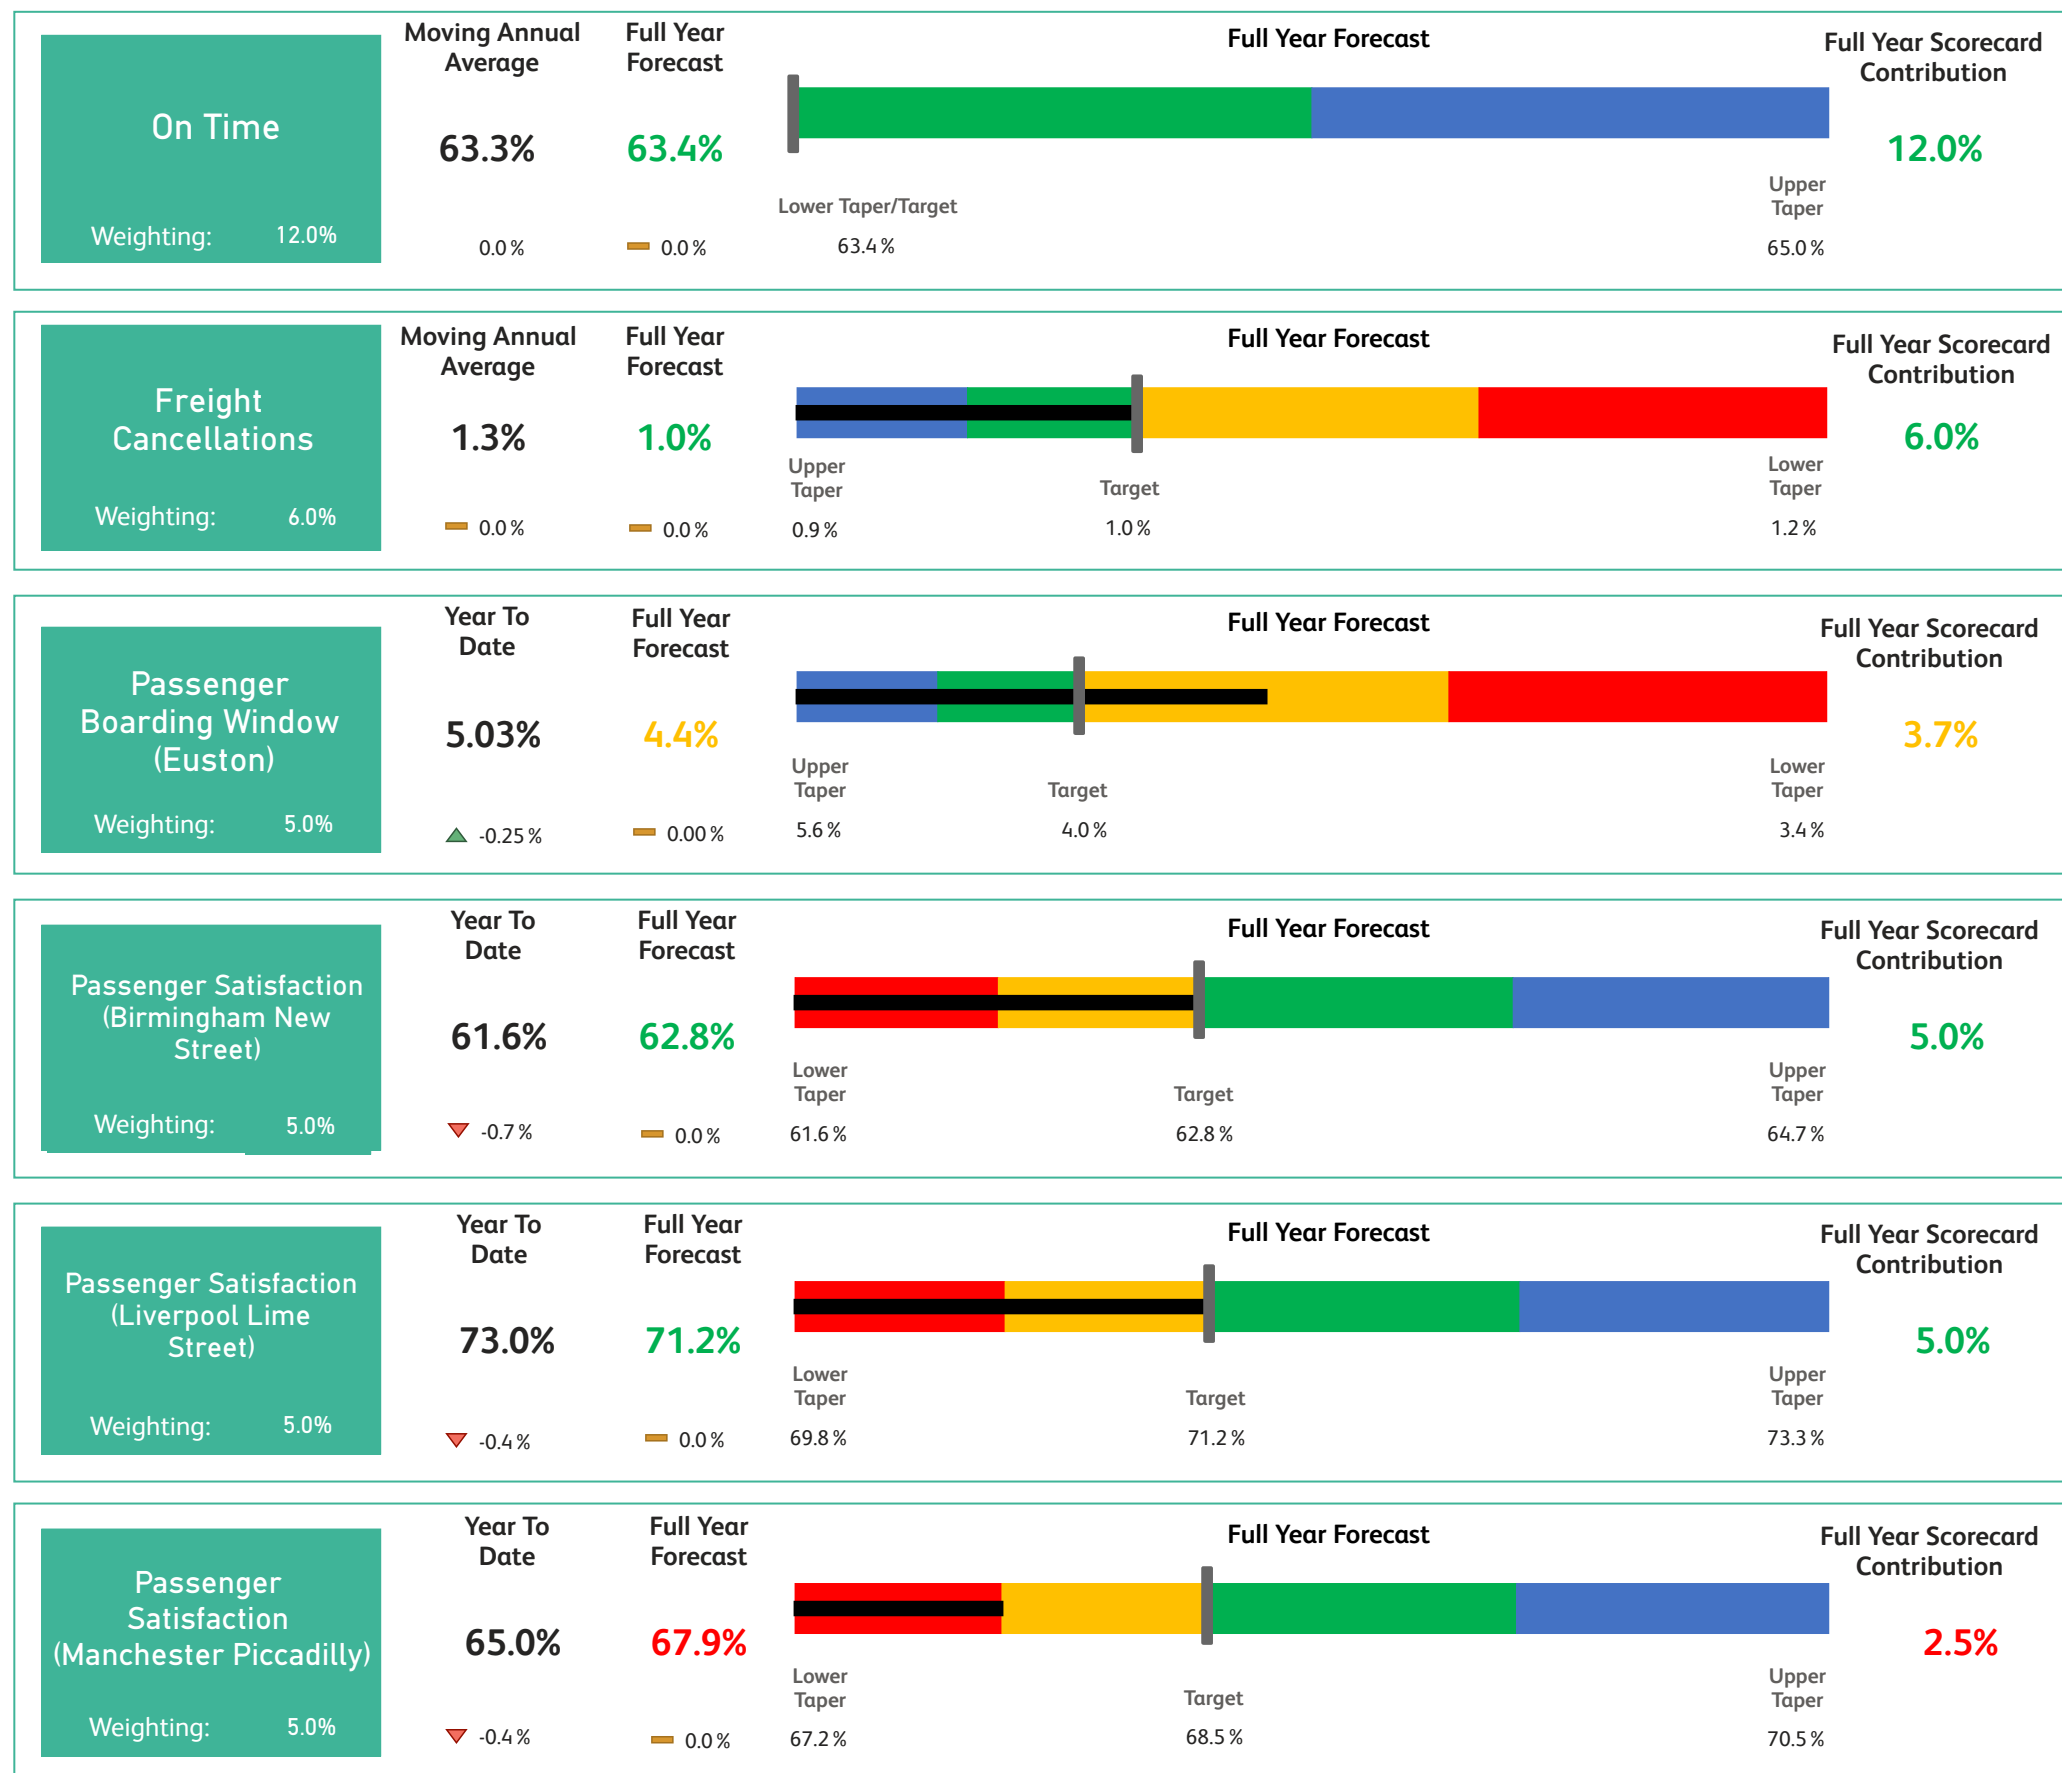 Moving Annual
Average
Full Year
Forecast
Full Year Forecast
Full Year Scorecard
Contribution
On Time
63.3%
63.4%
12.0%
Lower Taper/Target
Upper
Taper
Weighting: 12.0%
0.0 %
0.0 %
63.4 %
65.0 %
Moving Annual
Average
Full Year
Forecast
Full Year Forecast
Full Year Scorecard
Contribution
Freight
Cancellations
1.3%
1.0%
6.0%
Upper
Taper
Target
Lower
Taper
Weighting: 6.0%
0.0 %
0.0 %
0.9 %
1.0 %
1.2 %
Year To
Date
Full Year
Forecast
Full Year Forecast
Full Year Scorecard
Contribution
Passenger
Boarding Window
(Euston)
5.03%
4.4%
3.7%
Upper
Taper
Target
Lower
Taper
Weighting: 5.0%
-0.25 %
0.00 %
5.6 %
4.0 %
3.4 %
Year To
Date
Full Year
Forecast
Full Year Forecast
Full Year Scorecard
Contribution
Passenger Satisfaction
(Birmingham New
Street)
61.6%
62.8%
5.0%
Lower
Taper
Target
Upper
Taper
Weighting: 5.0%
-0.7 %
0.0 %
61.6 %
62.8 %
64.7 %
Year To
Date
Full Year
Forecast
Full Year Forecast
Full Year Scorecard
Contribution
Passenger Satisfaction
(Liverpool Lime
Street)
73.0%
71.2%
5.0%
Lower
Taper
Target
Upper
Taper
Weighting: 5.0%
-0.4 %
0.0 %
69.8 %
71.2 %
73.3 %
Year To
Date
Full Year
Forecast
Full Year Forecast
Full Year Scorecard
Contribution
Passenger
Satisfaction
(Manchester Piccadilly)
65.0%
67.9%
2.5%
Lower
Taper
Target
Upper
Taper
Weighting: 5.0%
-0.4 %
0.0 %
67.2 %
68.5 %
70.5 %